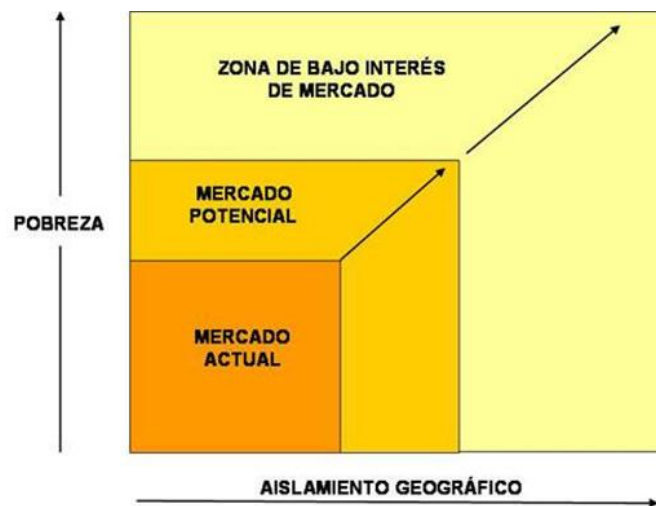 ZONA DE BAJO INTERÉS
DE MERCADO
MERCADO
POTENCIAL
POBREZA
MERCADO
ACTUAL
AISLAMIENTO GEOGRÁFICO